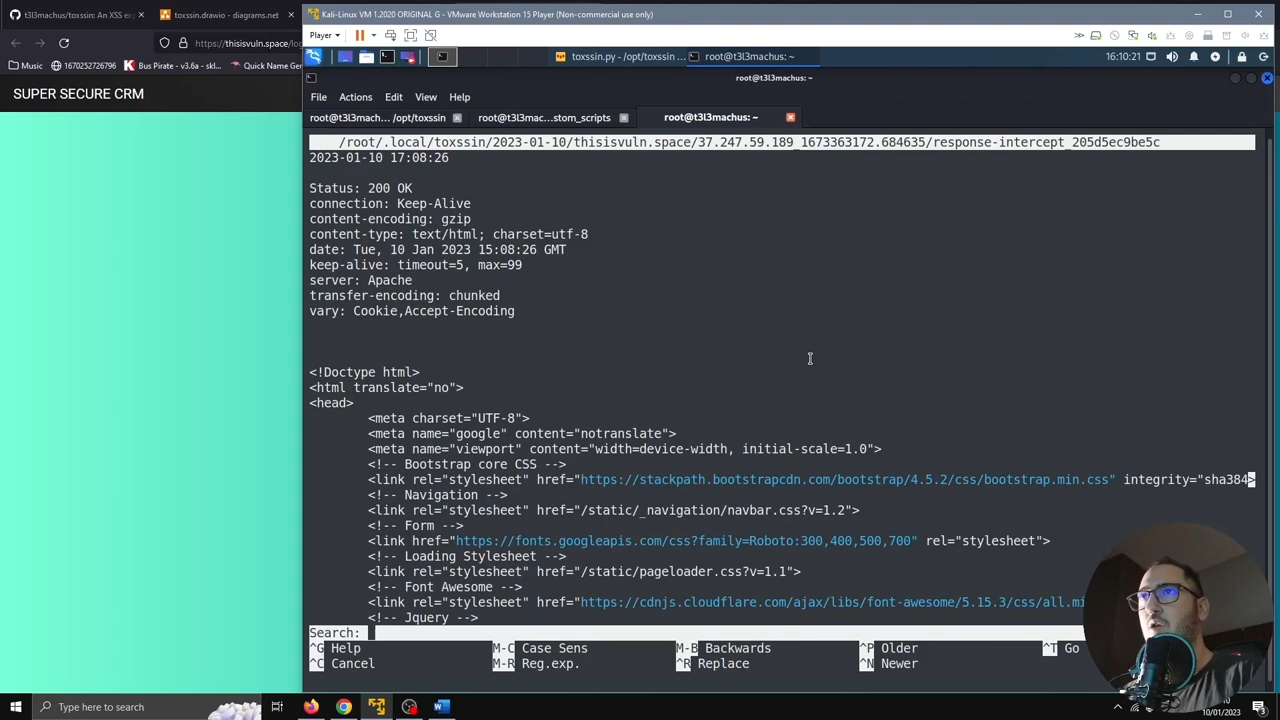 t3l3machus/toxssin: An XSS ex
toxssin.drawio - diagrams.net
https://thisisvuln.space/lo
Music
1670252726796
Bus Pirate - v3.6a - skl...
Quick Name Ger
SUPER SECURE CRM
Kali-Linux VM 1.2020 ORIGINAL G - VMware Workstation 15 Player (Non-commercial use only)
Player
toxssin.py - /opt/toxssin ...
root@t3l3machus: ~
16:10:21
root@t3l3machus: ~
File Actions Edit View Help
root@t3l3mach... /opt/toxssin
root@t3l3mac...stom_scripts
root@t3l3machus: ~
/root/.local/toxssin/2023-01-10/thisisvuln.space/37.247.59.189_1673363172.684635/response-intercept_205d5ec9be5c
2023-01-10 17:08:26
Status: 200 OK
connection: Keep-Alive
content-encoding: gzip
content-type: text/html; charset=utf-8
date: Tue, 10 Jan 2023 15:08:26 GMT
keep-alive: timeout=5, max=99
server: Apache
transfer-encoding: chunked
vary: Cookie,Accept-Encoding
<!Doctype html>
<html translate="no">
<head>
<meta charset="UTF-8">
<meta name="google" content="notranslate">
<meta name="viewport" content="width=device-width, initial-scale=1.0">
<!-- Bootstrap core CSS -->
<link rel="stylesheet" href="https://stackpath.bootstrapcdn.com/bootstrap/4.5.2/css/bootstrap.min.css" integrity="sha384>
<!-- Navigation -->
<link rel="stylesheet" href="/static/_navigation/navbar.css?v=1.2">
<!-- Form -->
<link href="https://fonts.googleapis.com/css?family=Roboto:300,400,500,700" rel="stylesheet">
<!-- Loading Stylesheet -->
<link rel="stylesheet" href="/static/pageloader.css?v=1.1">
<!-- Font Awesome -->
<link rel="stylesheet" href="https://cdnjs.cloudflare.com/ajax/libs/font-awesome/5.15.3/css/all.mi
<!-- Jquery -->
Search:
^G Help M-C Case Sens M-B Backwards ^P Older ^T Go
^C Cancel M-R Reg.exp. ^R Replace ^N Newer
Type here to search
10/01/2023